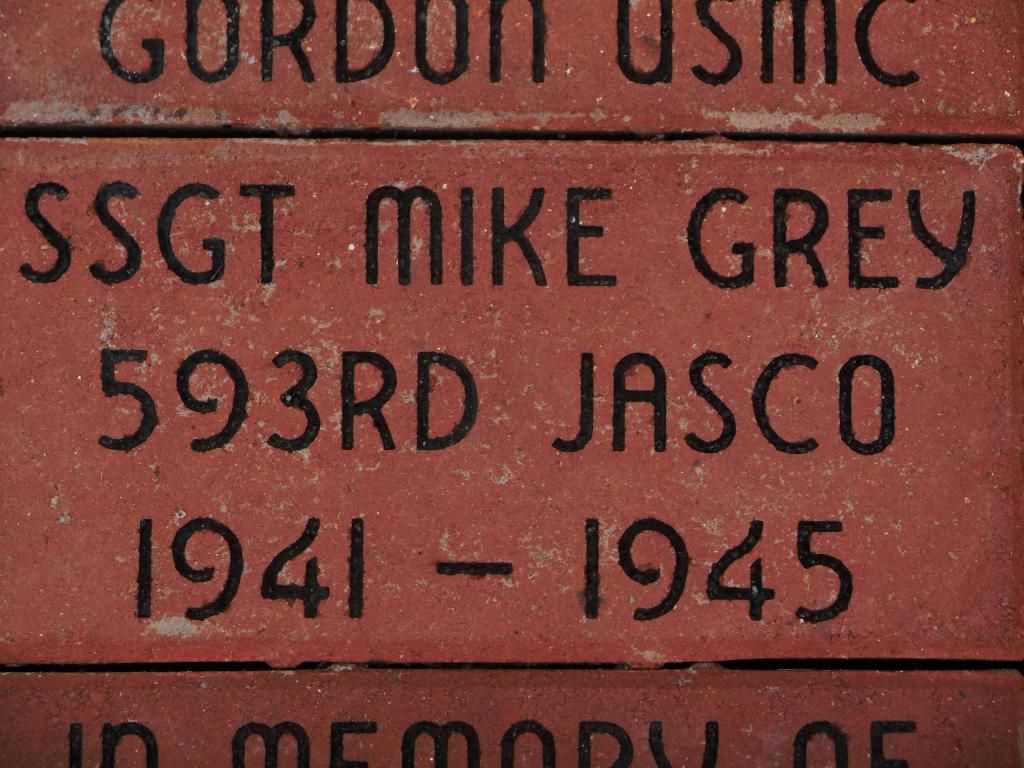 GORDON USMC
SSGT MIKE GREY
593RD JASCO
1941 - 1945
IN MEMORY OF